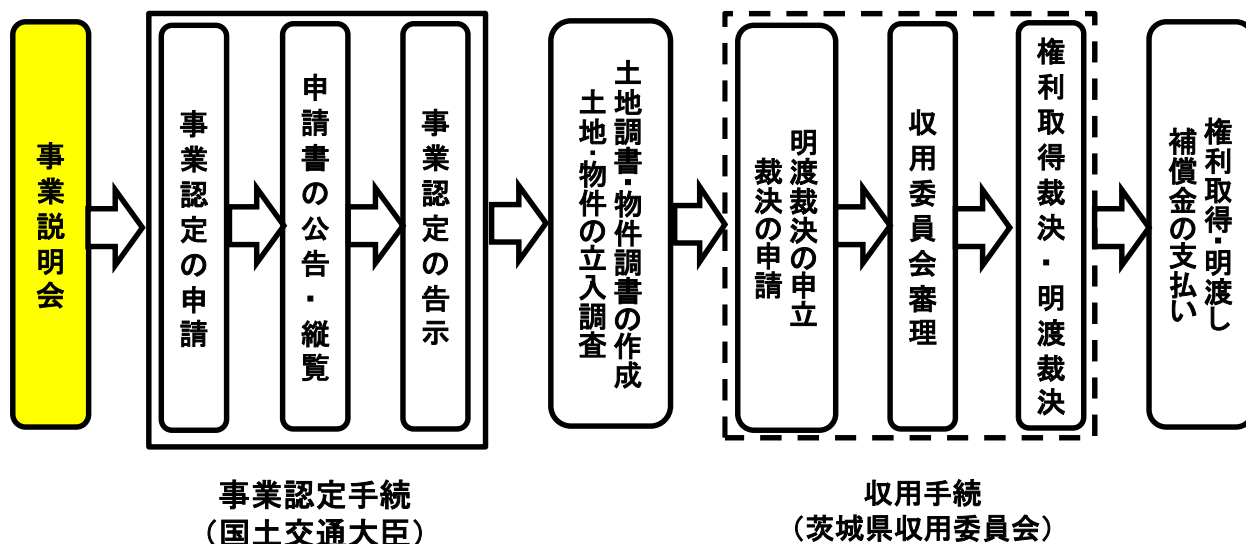 事業説明会
事業認定の申請
申請書の公告・縦覧
事業認定の告示
土地調書・物件調書の作成
土地・物件の立入調査
明渡裁決の申立
裁決の申請
収用委員会審理
権利取得裁決・明渡裁決
権利取得・明渡し
補償金の支払い
事業認定手続
（国土交通大臣）
収用手続
（茨城県収用委員会）